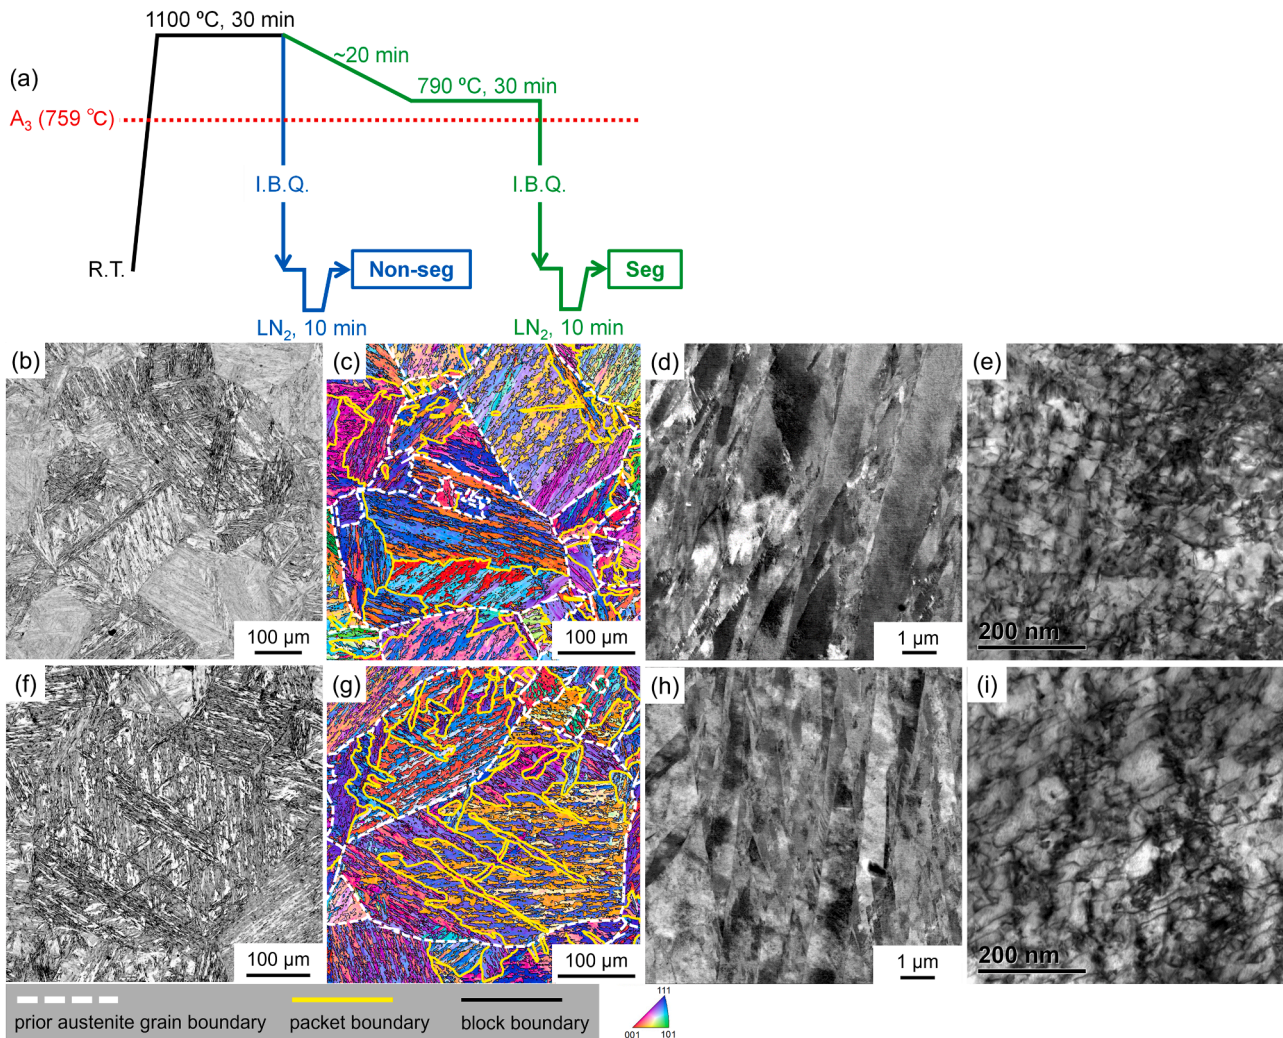 (a)
1100 ºC, 30 min
~20 min
790 ºC, 30 min
A3 (759 °C)
I.B.Q.
I.B.Q.
R.T.
Non-seg
Seg
LN2, 10 min
LN2, 10 min
(b)
100 µm
(c)
100 µm
(d)
1 µm
(e)
200 nm
(f)
100 µm
(g)
100 µm
(h)
1 µm
(i)
200 nm
prior austenite grain boundary
packet boundary
block boundary
111
001
101